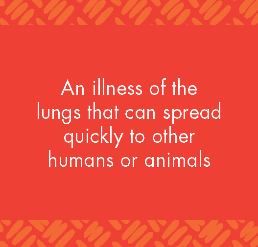 An illness of the
lungs that can spread
quickly to other
humans or animals